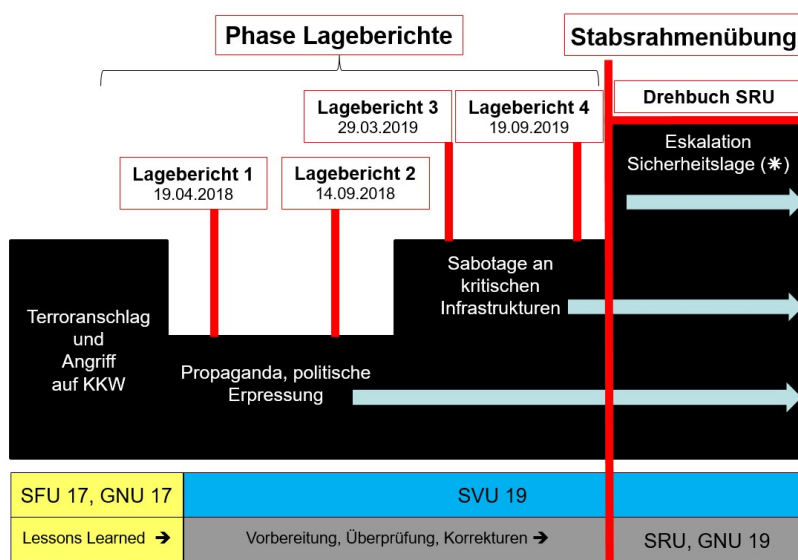 Phase Lageberichte
Stabsrahmenübung
Drehbuch SRU
Lagebericht 3
29.03.2019
Lagebericht 4
19.09.2019
Lagebericht 1
19.04.2018
Lagebericht 2
14.09.2018
Eskalation
Sicherheitslage (✳)
Sabotage an
kritischen
Infrastrukturen
Terroranschlag
und
Angriff
auf KKW
Propaganda, politische
Erpressung
SFU 17, GNU 17
SVU 19
Lessons Learned ➔
Vorbereitung, Überprüfung, Korrekturen ➔
SRU, GNU 19